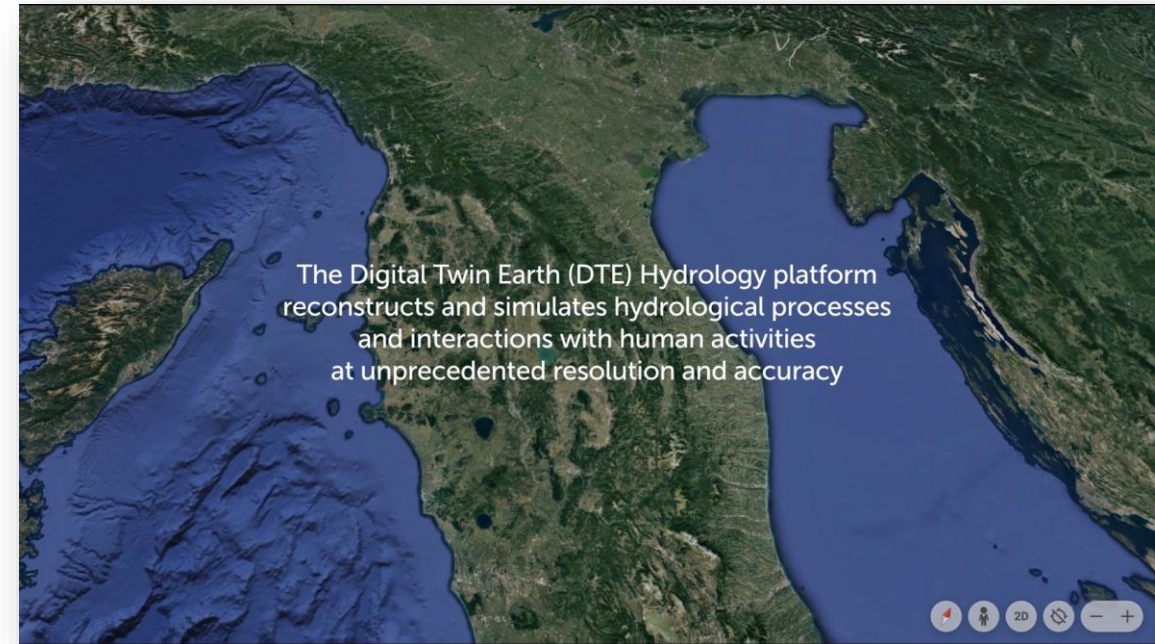 The Digital Twin Earth (DTE) Hydrology platform
reconstructs and simulates hydrological processes
and interactions with human activities
at unprecedented resolution and accuracy
2D